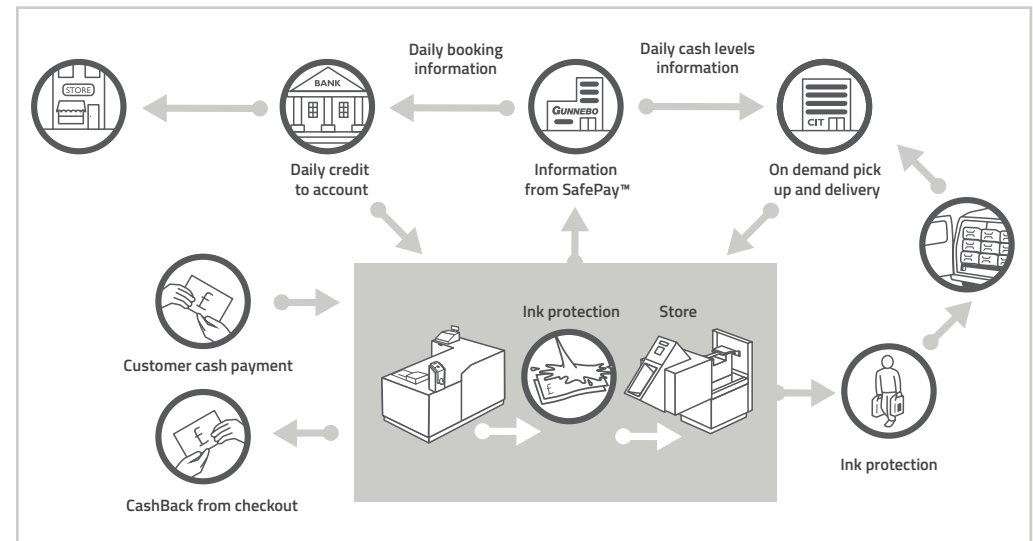 Daily booking
information
Daily cash levels
information
STORE
BANK
GUNNEBO
CIT
Daily credit
to account
Information
from SafePay™
On demand pick
up and delivery
£
Customer cash payment
Ink protection
Store
£
£
CashBack from checkout
Ink protection